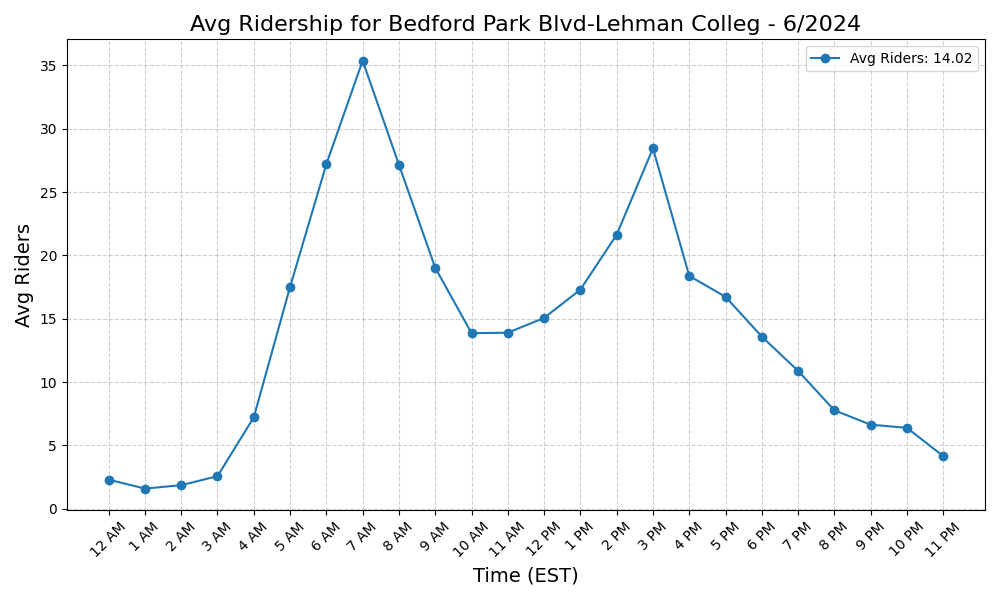 Avg Ridership for Bedford Park Blvd-Lehman Colleg - 6/2024
Avg Riders: 14.02
Avg Riders
35
30
25
20
15
10
5
0
12 AM
1 AM
2 AM
3 AM
4 AM
5 AM
6 AM
7 AM
8 AM
9 AM
10 AM
11 AM
12 PM
1 PM
2 PM
3 PM
4 PM
5 PM
6 PM
7 PM
8 PM
9 PM
10 PM
11 PM
Time (EST)